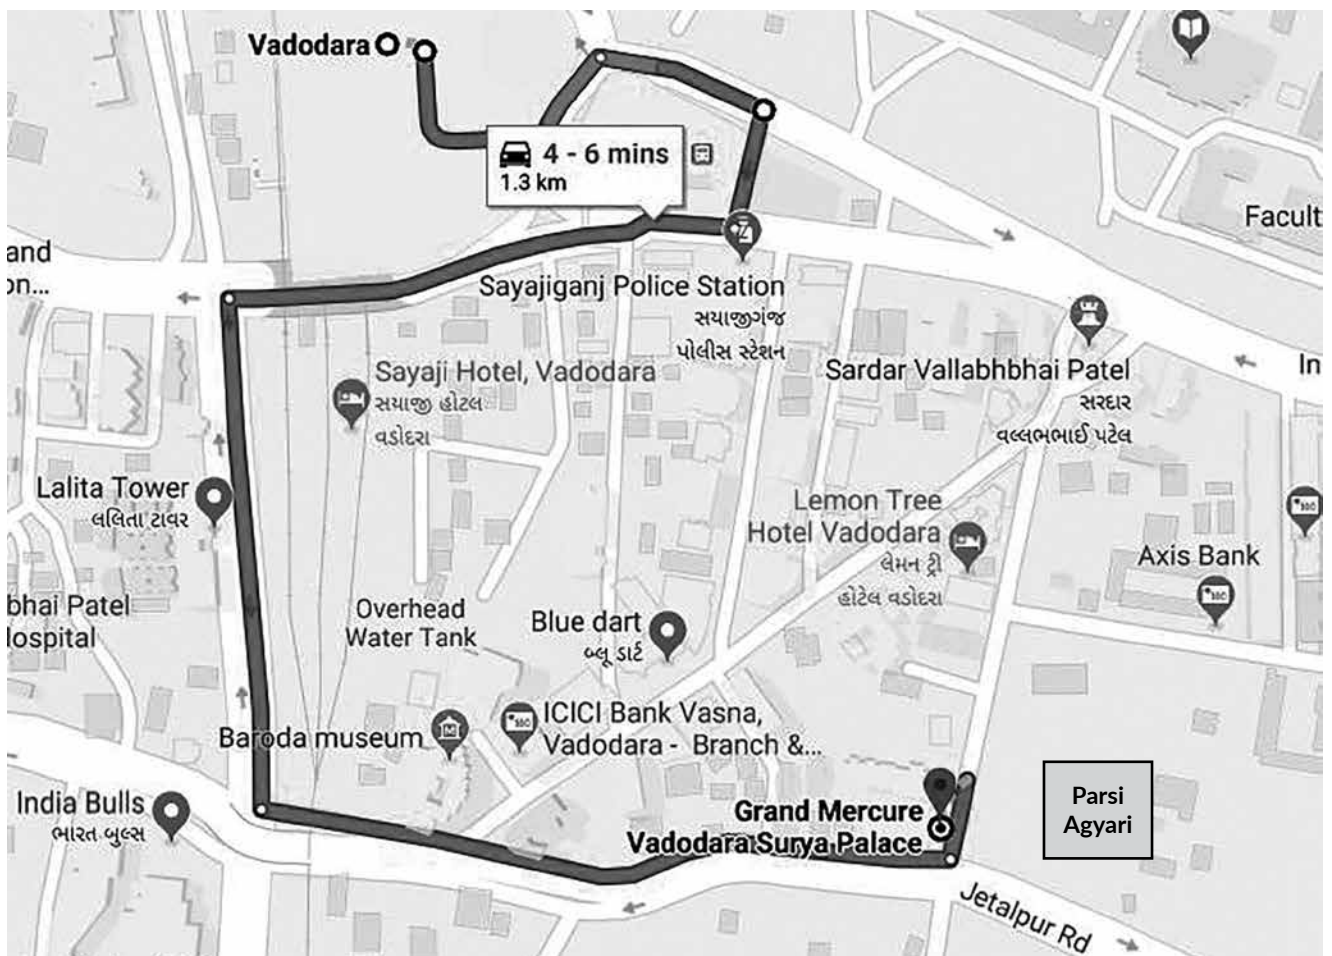 Vadodara
4 - 6 mins
1.3 km
Facult
and
on...
Sayajiganj Police Station
સયાજીગંજ
પોલીસ સ્ટેશન
Sardar Vallabhbhai Patel
સરદાર
વલ્લભભાઈ પટેલ
In
Sayaji Hotel, Vadodara
સયાજી હોટલ
વડોદરા
Lalita Tower
લલિતા ટાવર
Lemon Tree
Hotel Vadodara
લેમન ટ્રી
હોટેલ વડોદરા
Axis Bank
bhai Patel
Hospital
Overhead
Water Tank
Blue dart
બ્લૂ ડાર્ટ
ICICI Bank Vasna,
Vadodara - Branch &...
Baroda museum
India Bulls
ભારત બુલ્સ
Grand Mercure
Vadodara Surya Palace
Parsi
Agyari
Jetalpur Rd